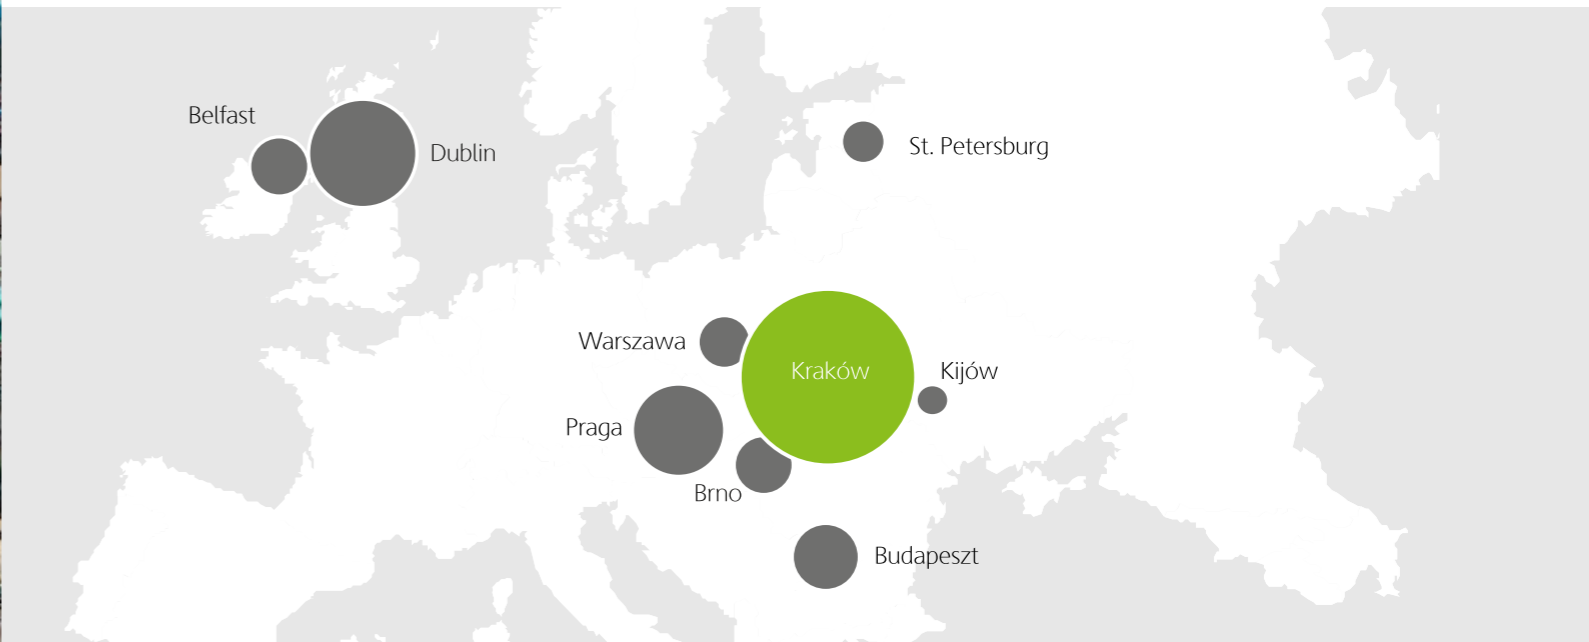 Belfast
Dublin
St. Petersburg
Warszawa
Kraków
Kijów
Praga
Brno
Budapeszt